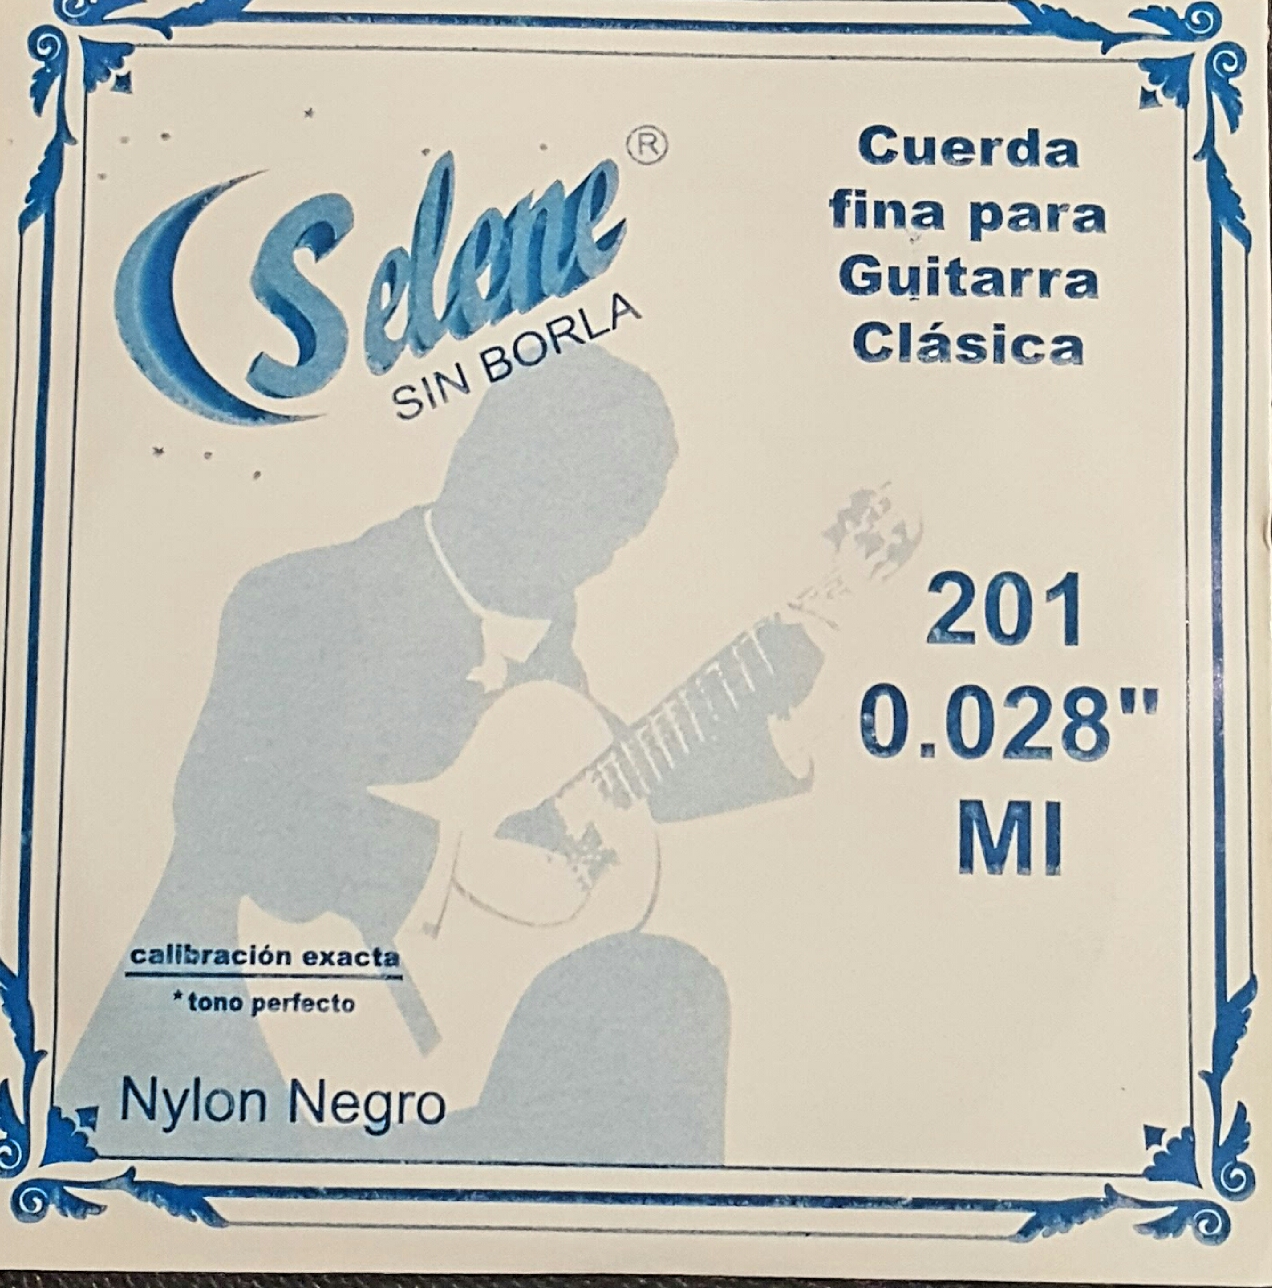 Selene®
SIN BORLA
Cuerda
fina para
Guitarra
Clásica
201
0.028"
MI
calibración exacta
*tono perfecto
Nylon Negro